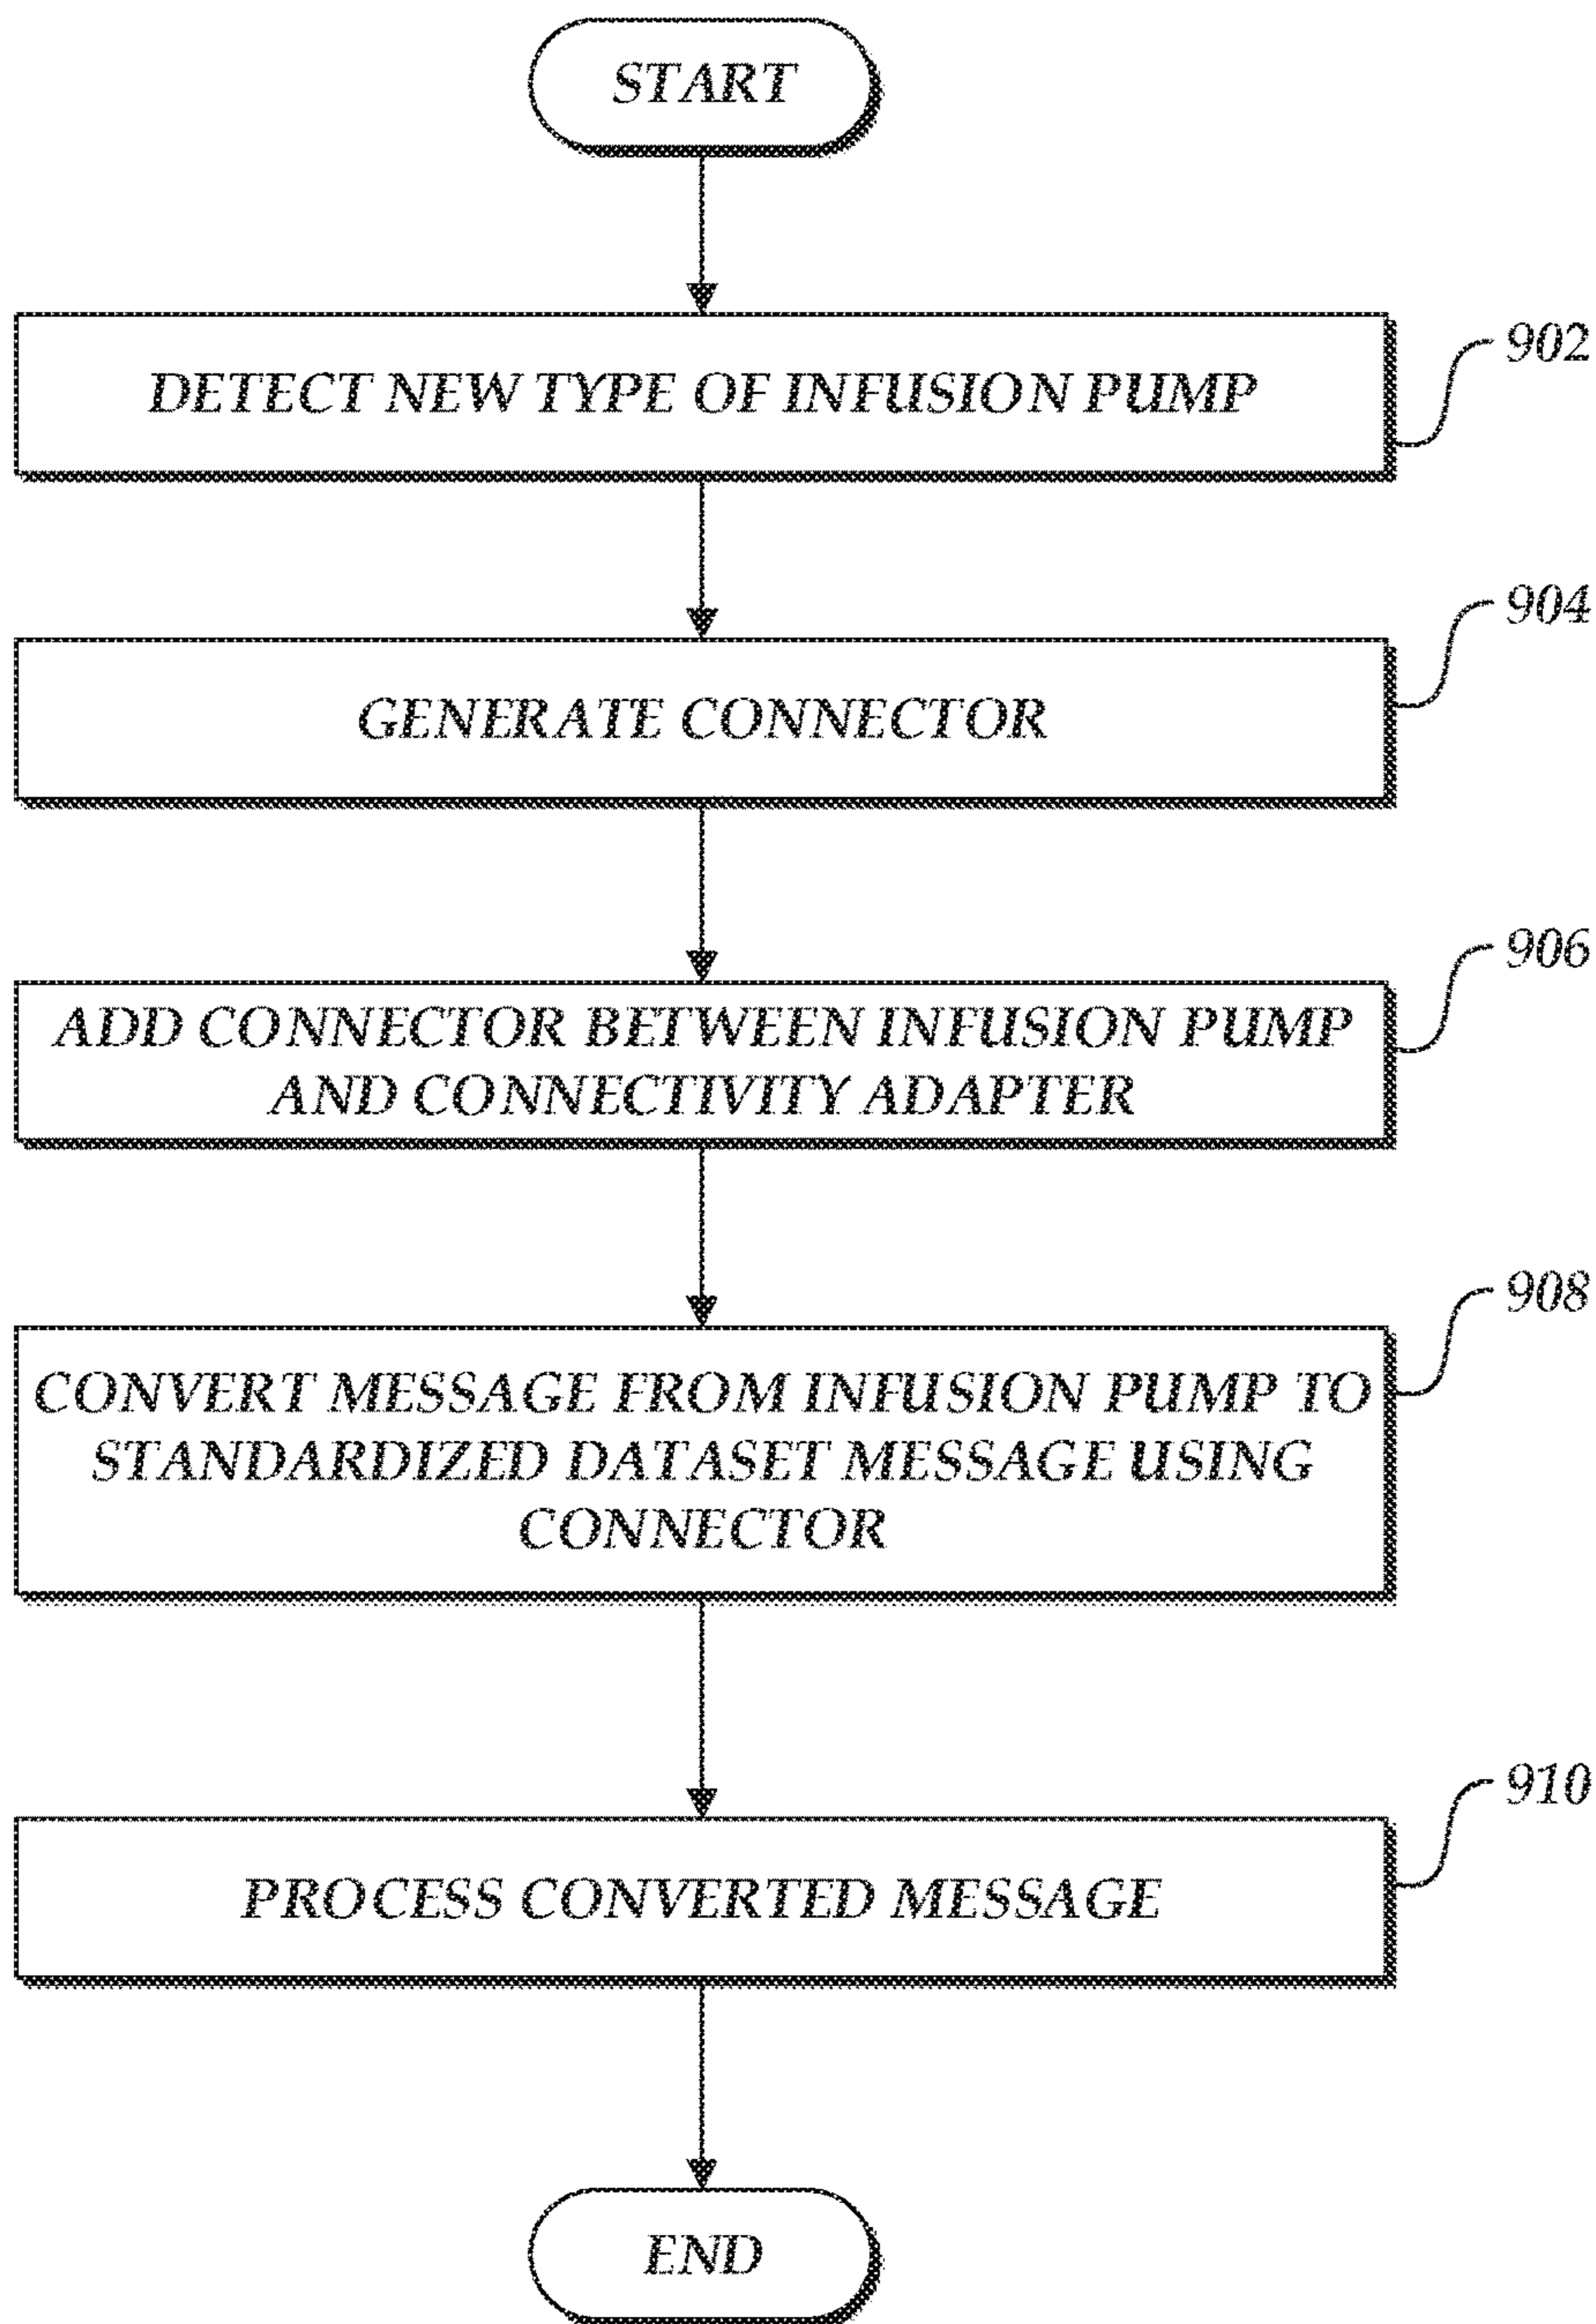 START
DETECT NEW TYPE OF INFUSION PUMP
902
GENERATE CONNECTOR
904
ADD CONNECTOR BETWEEN INFUSION PUMP
AND CONNECTIVITY ADAPTER
906
CONVERT MESSAGE FROM INFUSION PUMP TO
STANDARDIZED DATASET MESSAGE USING
CONNECTOR
908
PROCESS CONVERTED MESSAGE
910
END